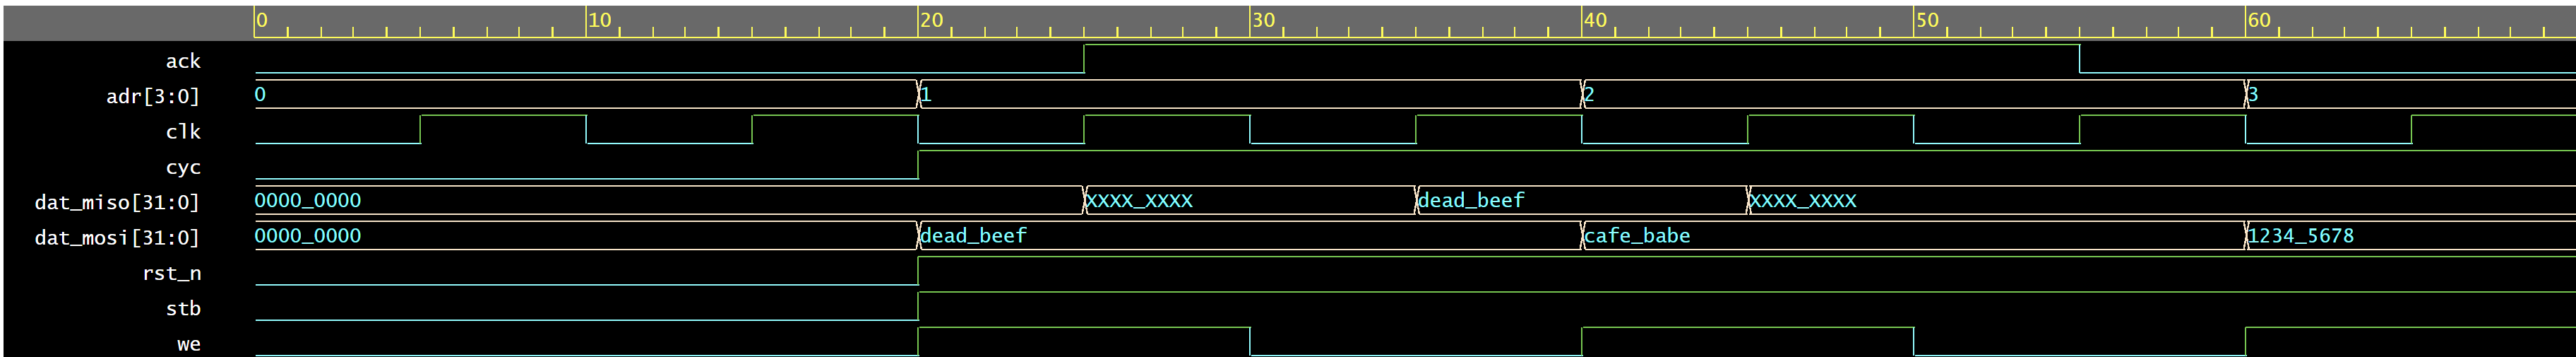 0 10 20 30 40 50 60
ack
adr[3:0] 0 1 2 3
clk
cyc
dat_miso[31:0] 0000_0000 XXXX_XXXX dead_beef XXXX_XXXX
dat_mosi[31:0] 0000_0000 dead_beef cafe_babe 1234_5678
rst_n
stb
we